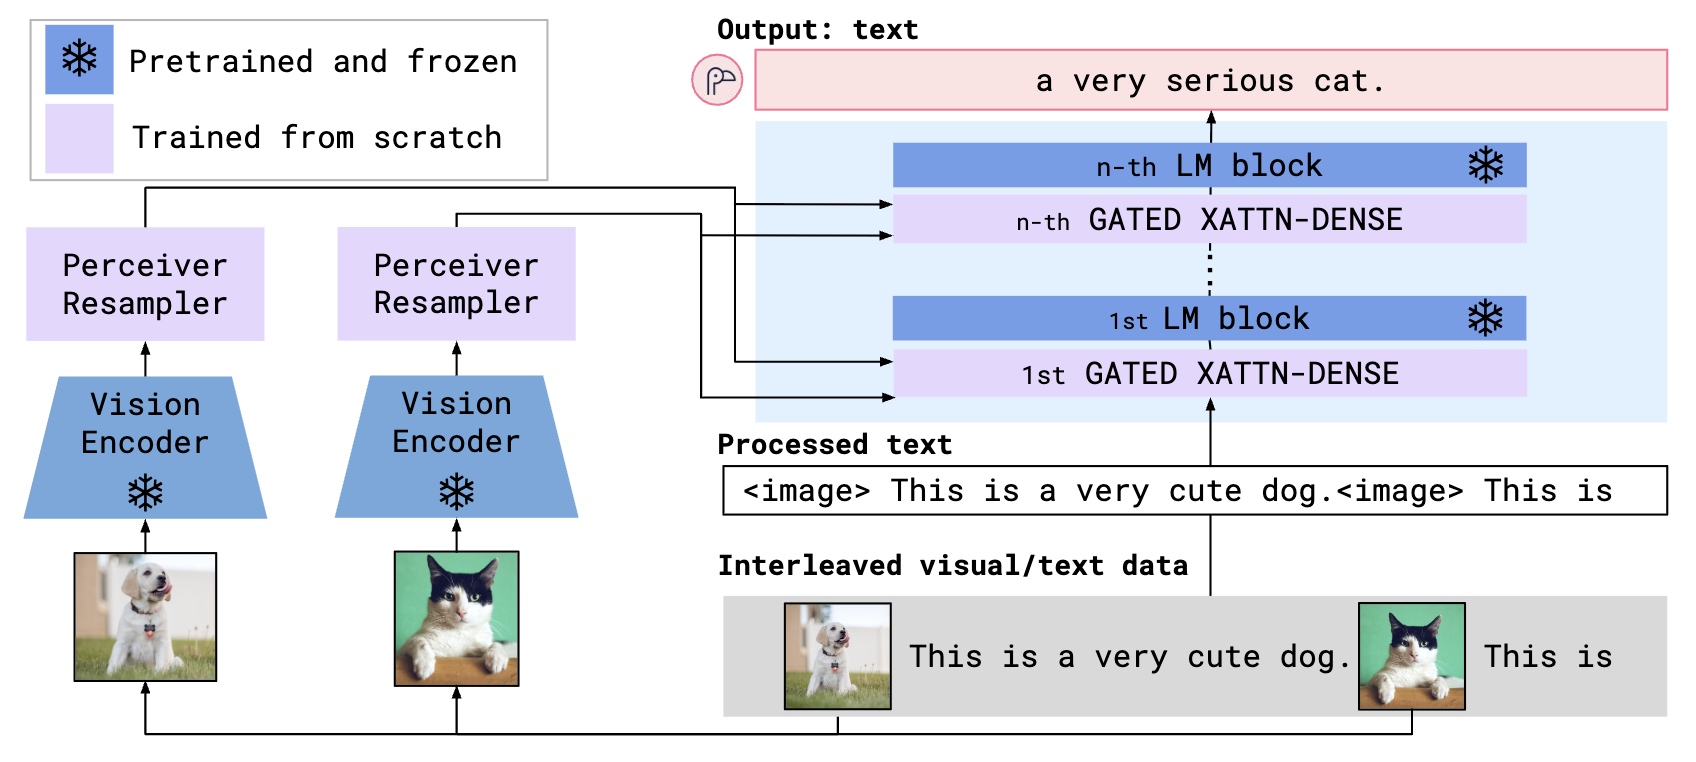 Pretrained and frozen
Trained from scratch
Perceiver
Resampler
Vision
Encoder
Perceiver
Resampler
Vision
Encoder
Output: text
a very serious cat.
n-th LM block
n-th GATED XATTN-DENSE
1st LM block
1st GATED XATTN-DENSE
Processed text
<image> This is a very cute dog.<image> This is
Interleaved visual/text data
This is a very cute dog. This is